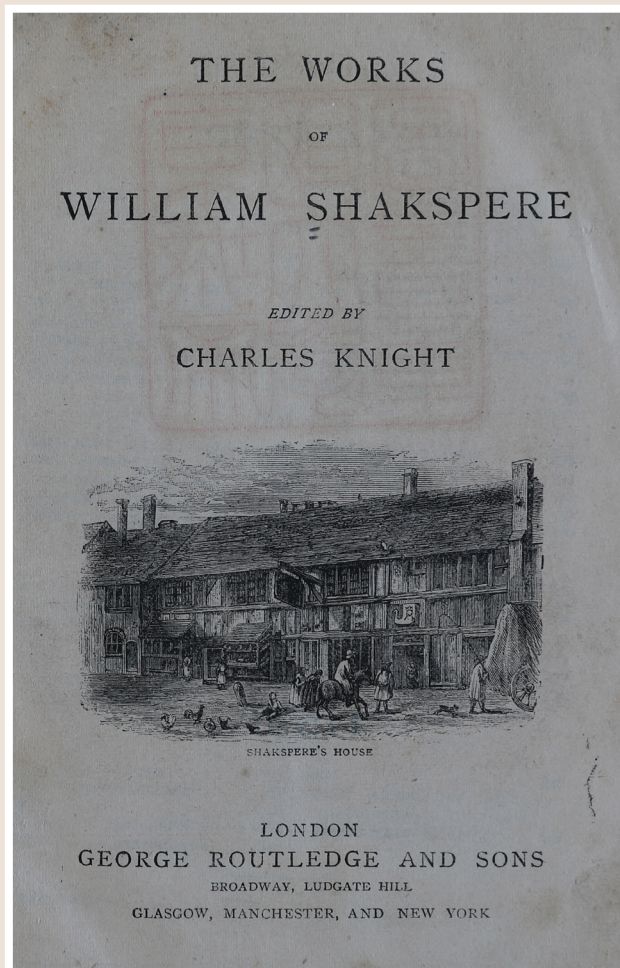 THE WORKS
OF
WILLIAM SHAKSPERE
EDITED BY
CHARLES KNIGHT
SHAKSPERE'S HOUSE
LONDON
GEORGE ROUTLEDGE AND SONS
BROADWAY, LUDGATE HILL
GLASGOW, MANCHESTER, AND NEW YORK